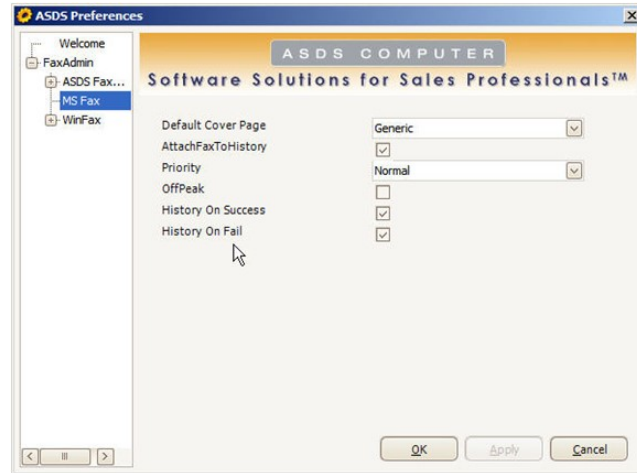 ASDS Preferences
Welcome
FaxAdmin
ASDS Fax...
MS Fax
WinFax
ASDS COMPUTER
Software Solutions for Sales Professionals™
Default Cover Page Generic
AttachFaxToHistory
Priority Normal
OffPeak
History On Success
History On Fail
OK Apply Cancel